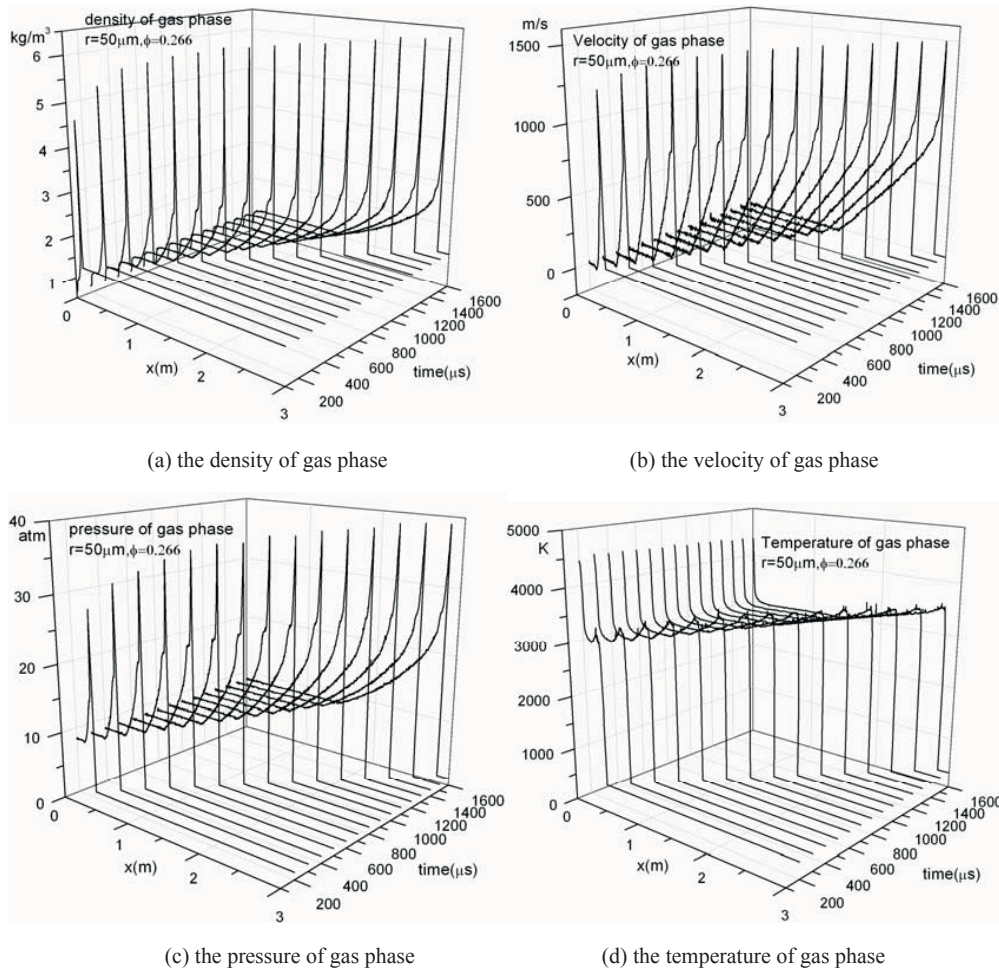 density of gas phase
kg/m3
r=50μm,ϕ=0.266
6
5
4
3
2
1
0
1
2
3
x(m)
200
400
600
800
1000
1200
1400
1600
time(μs)
(a) the density of gas phase
m/s
Velocity of gas phase
r=50μm,ϕ=0.266
1500
1000
500
0
0
1
2
3
x(m)
200
400
600
800
1000
1200
1400
1600
time(μs)
(b) the velocity of gas phase
40
atm
pressure of gas phase
r=50μm,ϕ=0.266
30
20
10
0
0
1
2
3
x(m)
200
400
600
800
1000
1200
1400
1600
time(μs)
(c) the pressure of gas phase
5000
K
Temperature of gas phase
r=50μm,ϕ=0.266
4000
3000
2000
1000
0
0
1
2
3
x(m)
200
400
600
800
1000
1200
1400
1600
time(μs)
(d) the temperature of gas phase